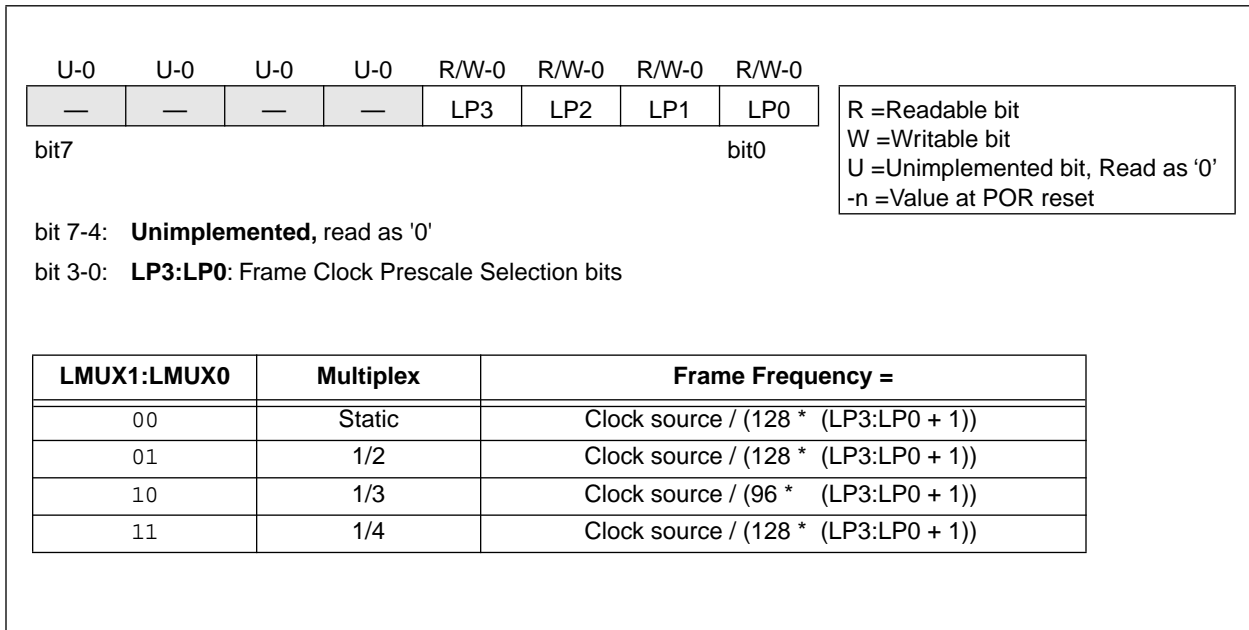 U-0 U-0 U-0 U-0 R/W-0 R/W-0 R/W-0 R/W-0
— — — — LP3 LP2 LP1 LP0
bit7 bit0
R =Readable bit
W =Writable bit
U =Unimplemented bit, Read as ‘0’
-n =Value at POR reset
bit 7-4: Unimplemented, read as '0'
bit 3-0: LP3:LP0: Frame Clock Prescale Selection bits
LMUX1:LMUX0 Multiplex Frame Frequency =
00 Static Clock source / (128 * (LP3:LP0 + 1))
01 1/2 Clock source / (128 * (LP3:LP0 + 1))
10 1/3 Clock source / (96 * (LP3:LP0 + 1))
11 1/4 Clock source / (128 * (LP3:LP0 + 1))